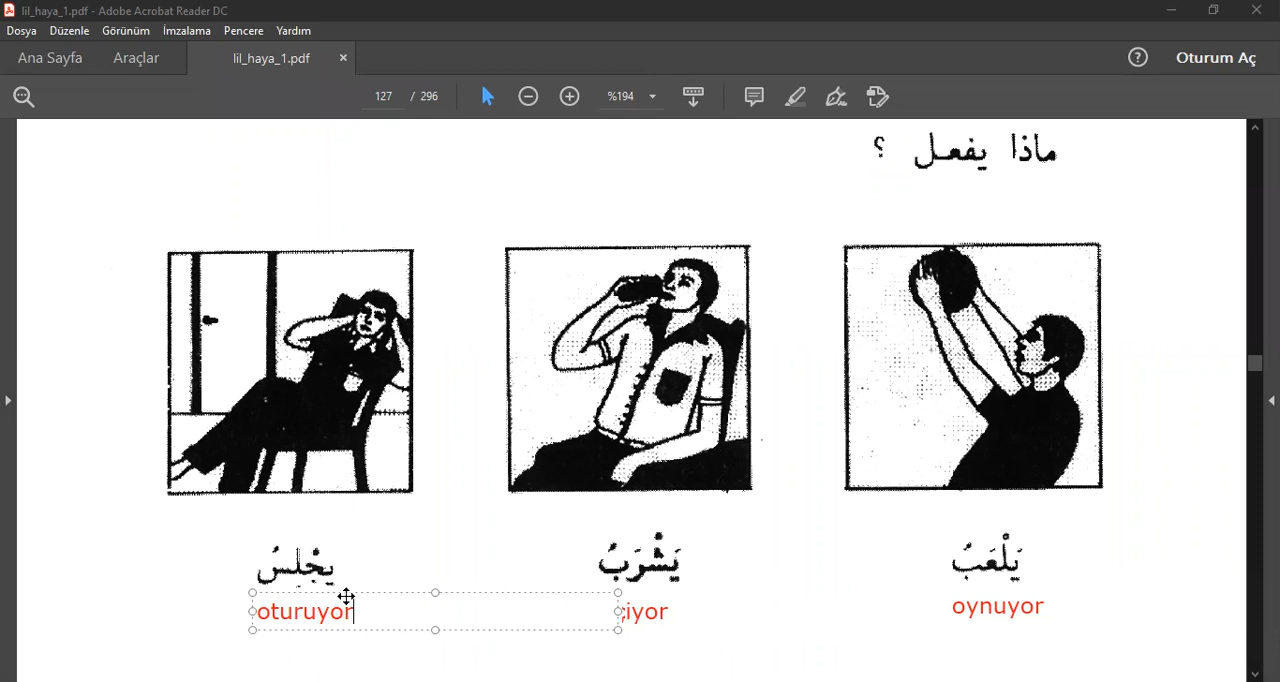 lil_haya_1.pdf - Adobe Acrobat Reader DC
Dosya Düzenle Görünüm İmzalama Pencere Yardım
Ana Sayfa Araçlar lil_haya_1.pdf × ? Oturum Aç
127 / 296 %194
ماذا يفعل ؟
يَلْعَبُ يَشْرَبُ يَجْلِسُ
oturuyor çiyor oynuyor